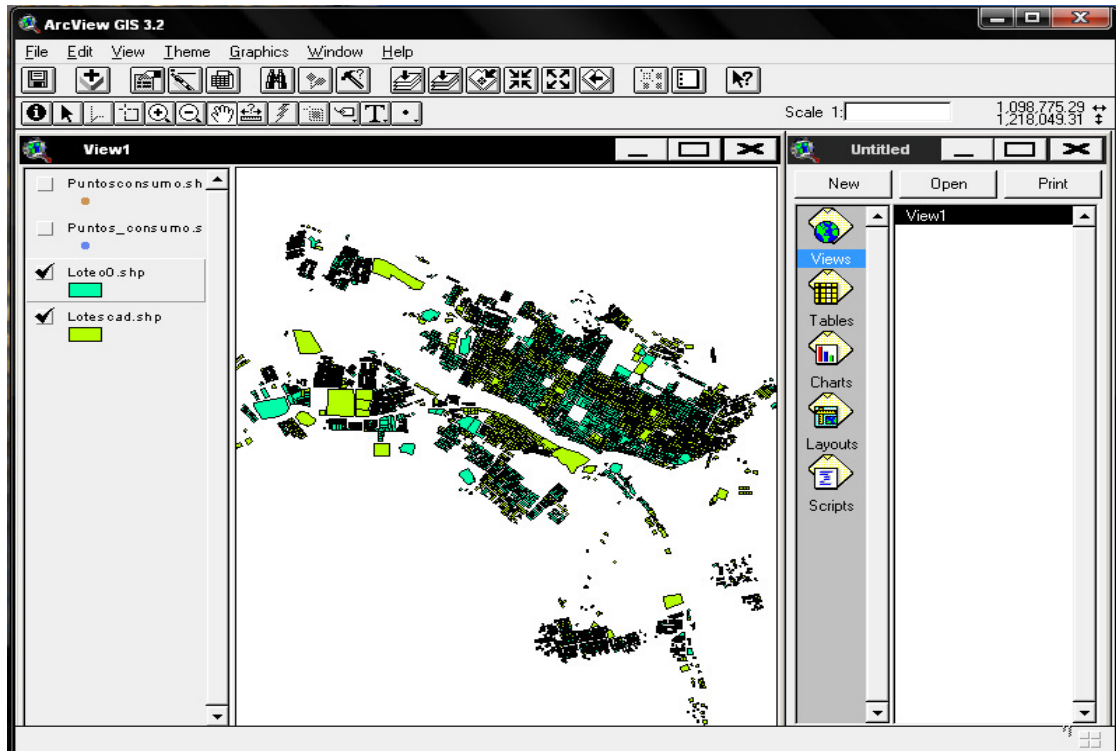 ArcView GIS 3.2
File Edit View Theme Graphics Window Help
Scale 1:
1,098,775.29
1,218,049.31
View1
Puntosconsumo.sh
Puntos_consumo.s
Loteo0.shp
Lotescad.shp
Untitled
New Open Print
Views
Tables
Charts
Layouts
Scripts
View1